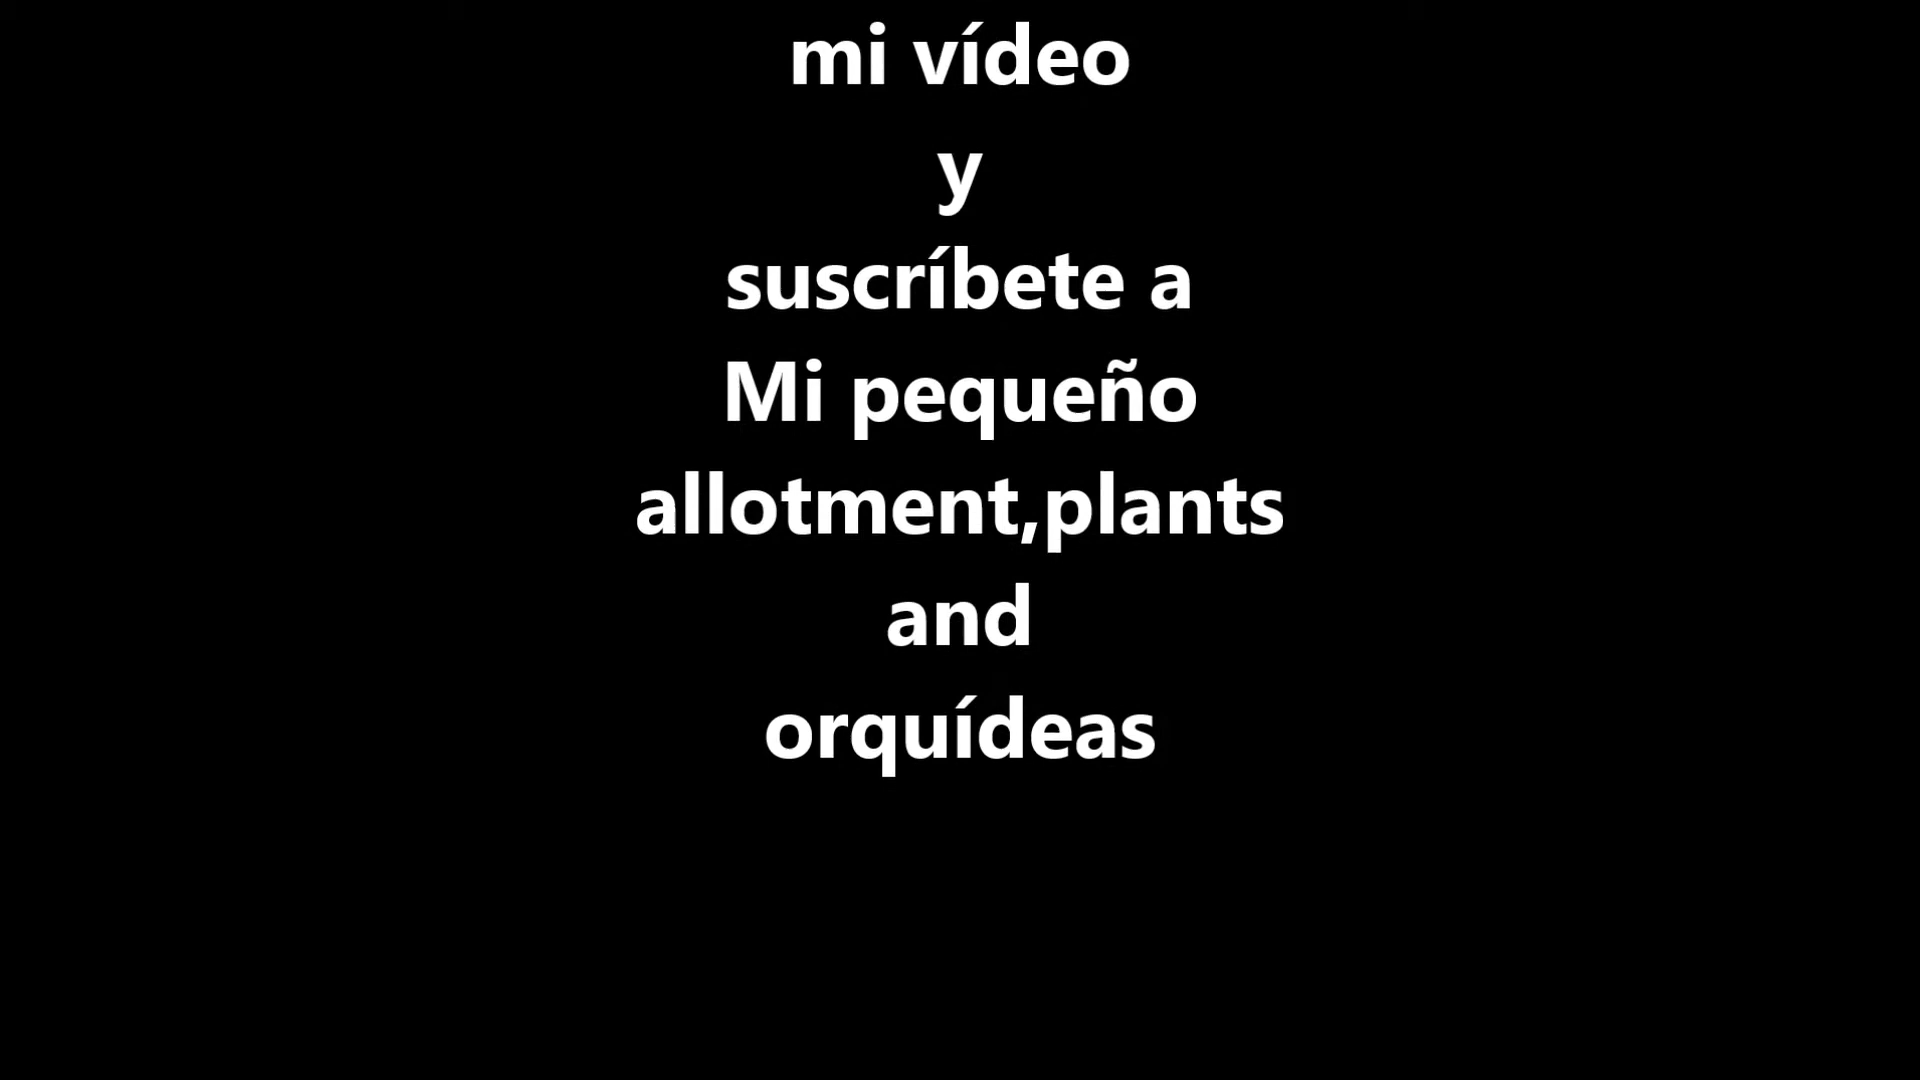 mi vídeo
y
suscríbete a
Mi pequeño
allotment,plants
and
orquídeas